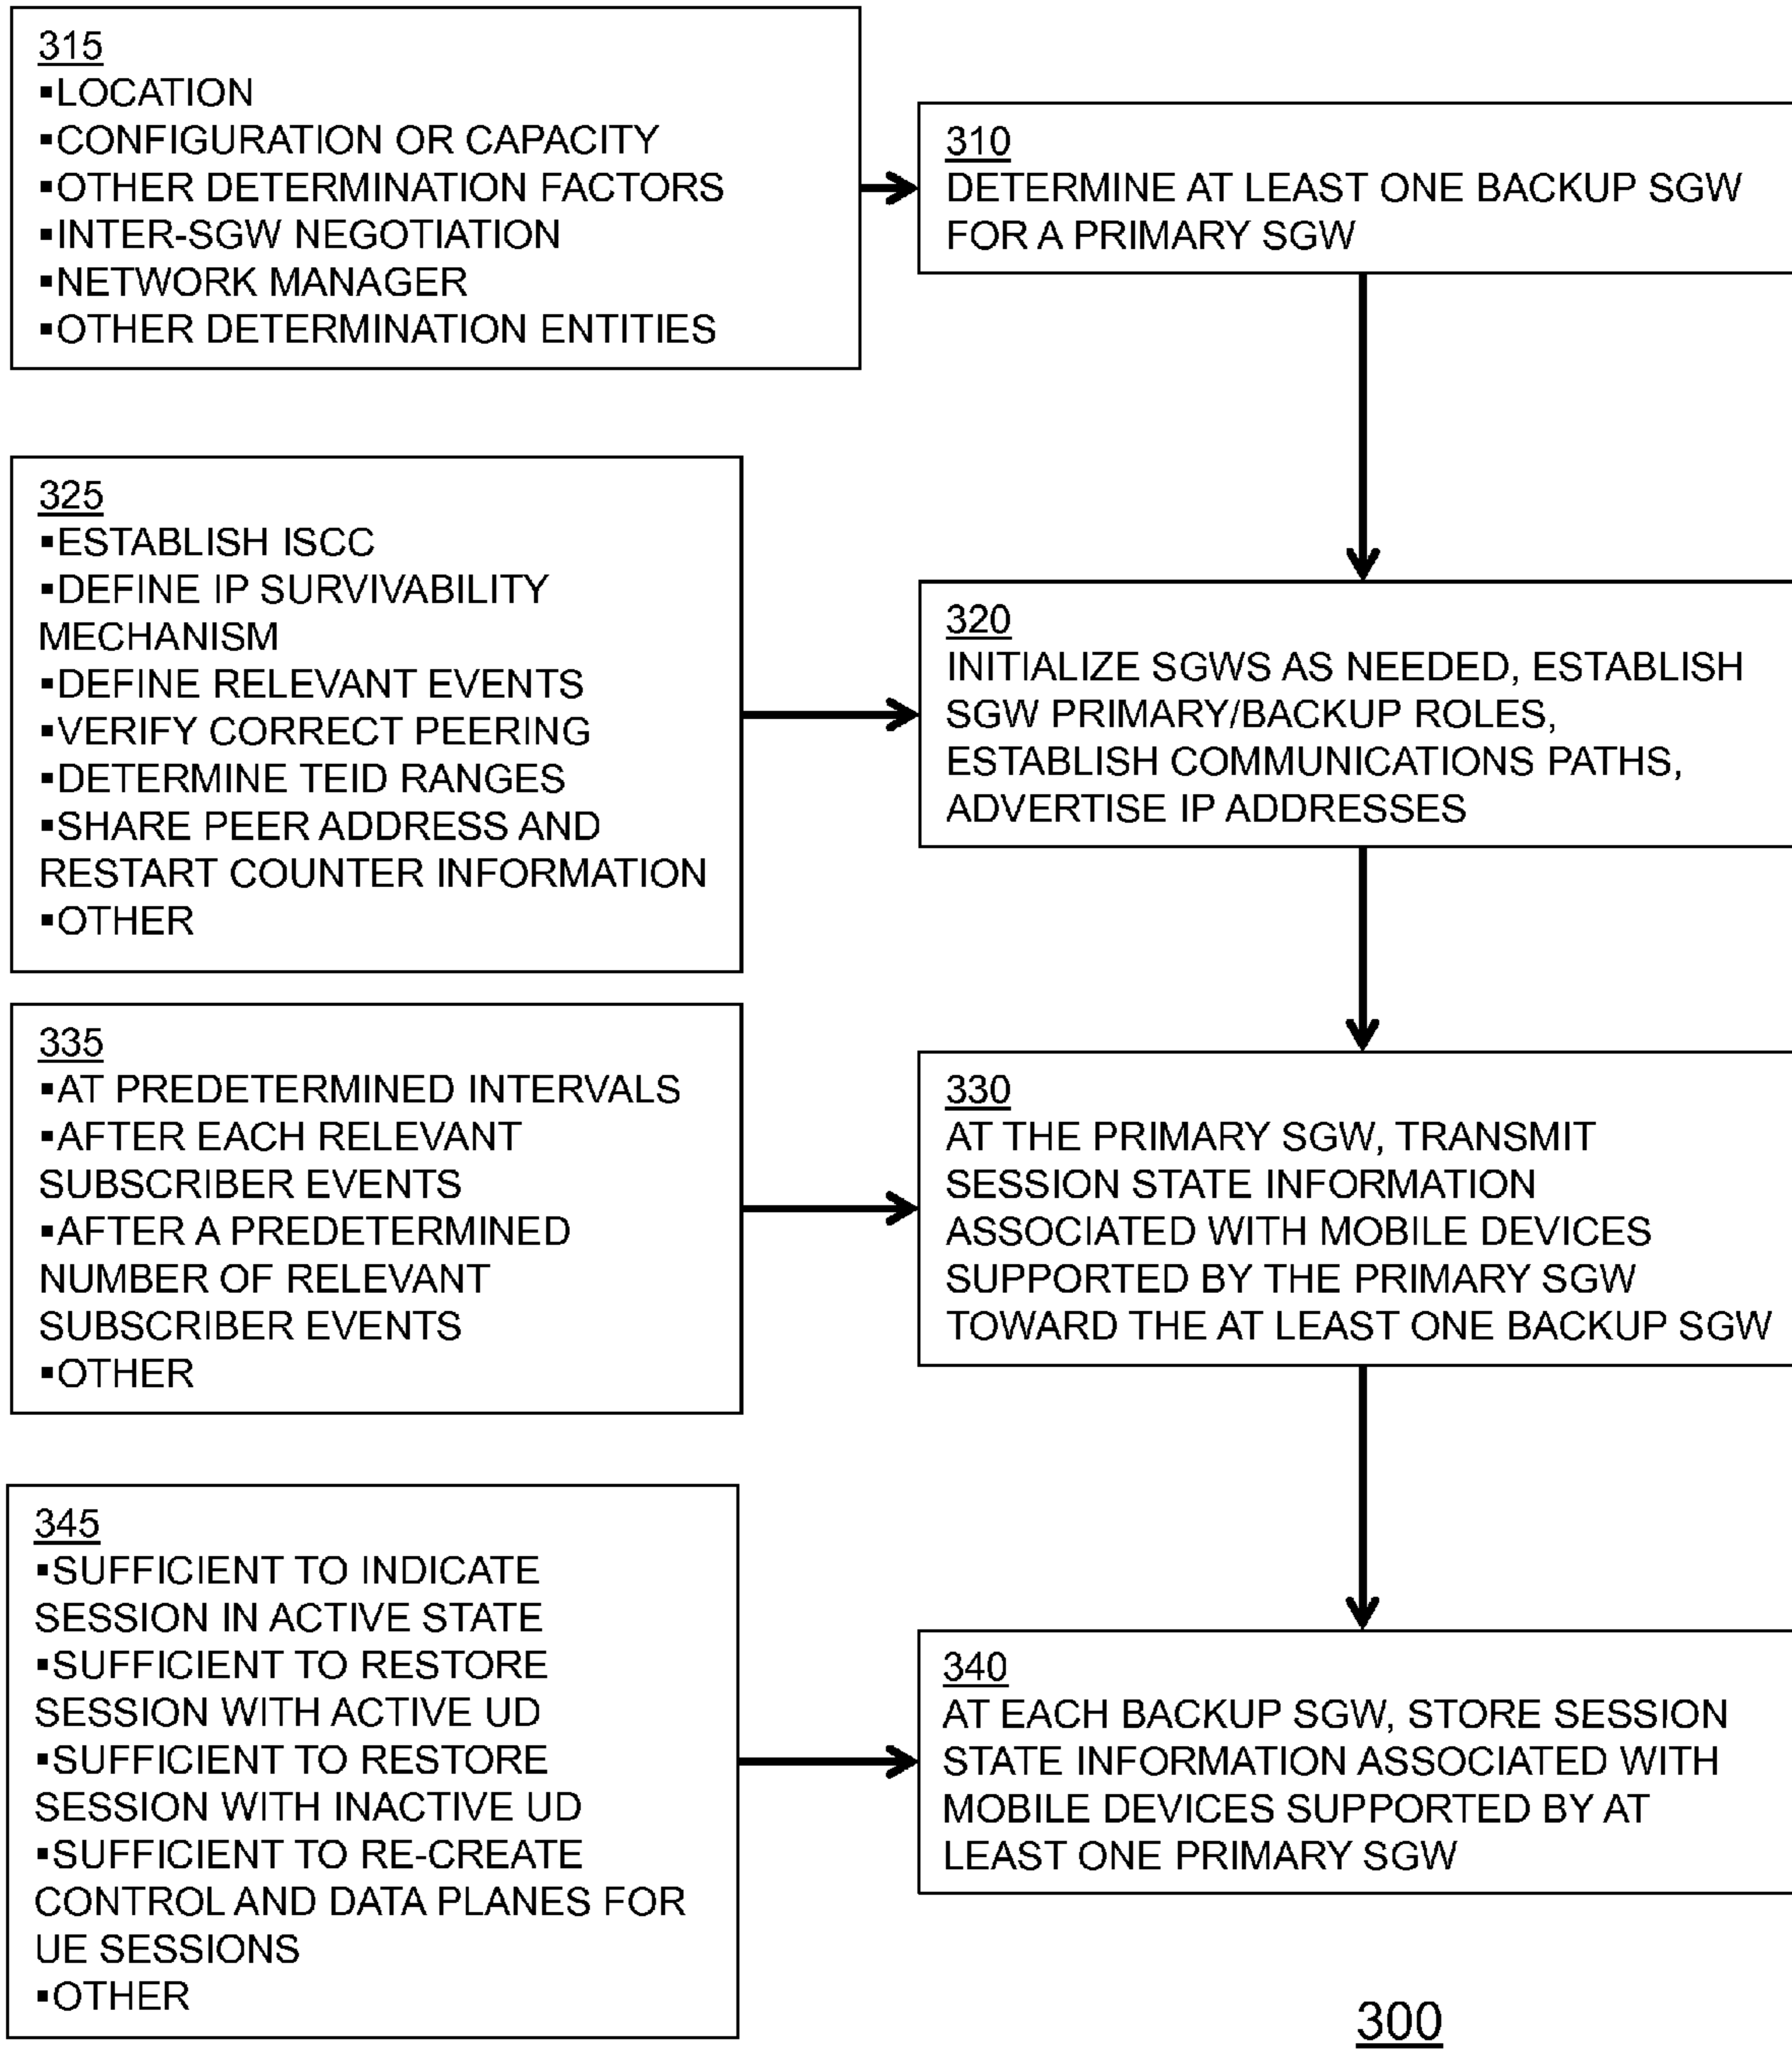 315
▪LOCATION
▪CONFIGURATION OR CAPACITY
▪OTHER DETERMINATION FACTORS
▪INTER-SGW NEGOTIATION
▪NETWORK MANAGER
▪OTHER DETERMINATION ENTITIES
310
DETERMINE AT LEAST ONE BACKUP SGW
FOR A PRIMARY SGW
325
▪ESTABLISH ISCC
▪DEFINE IP SURVIVABILITY
MECHANISM
▪DEFINE RELEVANT EVENTS
▪VERIFY CORRECT PEERING
▪DETERMINE TEID RANGES
▪SHARE PEER ADDRESS AND
RESTART COUNTER INFORMATION
▪OTHER
320
INITIALIZE SGWS AS NEEDED, ESTABLISH
SGW PRIMARY/BACKUP ROLES,
ESTABLISH COMMUNICATIONS PATHS,
ADVERTISE IP ADDRESSES
335
▪AT PREDETERMINED INTERVALS
▪AFTER EACH RELEVANT
SUBSCRIBER EVENTS
▪AFTER A PREDETERMINED
NUMBER OF RELEVANT
SUBSCRIBER EVENTS
▪OTHER
330
AT THE PRIMARY SGW, TRANSMIT
SESSION STATE INFORMATION
ASSOCIATED WITH MOBILE DEVICES
SUPPORTED BY THE PRIMARY SGW
TOWARD THE AT LEAST ONE BACKUP SGW
345
▪SUFFICIENT TO INDICATE
SESSION IN ACTIVE STATE
▪SUFFICIENT TO RESTORE
SESSION WITH ACTIVE UD
▪SUFFICIENT TO RESTORE
SESSION WITH INACTIVE UD
▪SUFFICIENT TO RE-CREATE
CONTROL AND DATA PLANES FOR
UE SESSIONS
▪OTHER
340
AT EACH BACKUP SGW, STORE SESSION
STATE INFORMATION ASSOCIATED WITH
MOBILE DEVICES SUPPORTED BY AT
LEAST ONE PRIMARY SGW
300